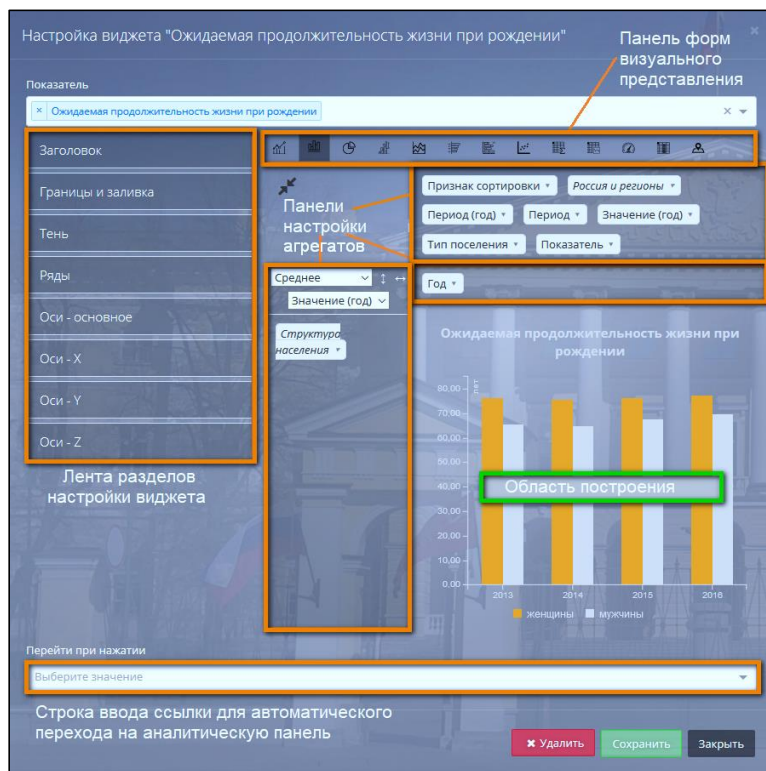 Настройка виджета "Ожидаемая продолжительность жизни при рождении"
Панель форм
визуального
представления
Показатель
× Ожидаемая продолжительность жизни при рождении
Заголовок
Границы и заливка
Тень
Ряды
Оси - основное
Оси - X
Оси - Y
Оси - Z
Лента разделов
настройки виджета
Панели
настройки
агрегатов
Признак сортировки
Россия и регионы
Период (год)
Период
Значение (год)
Тип поселения
Показатель
Среднее
Значение (год)
Год
Структура
населения
Ожидаемая продолжительность жизни при
рождении
лет
80,00
70,00
60,00
50,00
40,00
30,00
20,00
10,00
0,00
Область построения
2013 2014 2015 2016
женщины мужчины
Перейти при нажатии
Выберите значение
Строка ввода ссылки для автоматического
перехода на аналитическую панель
× Удалить Сохранить Закрыть